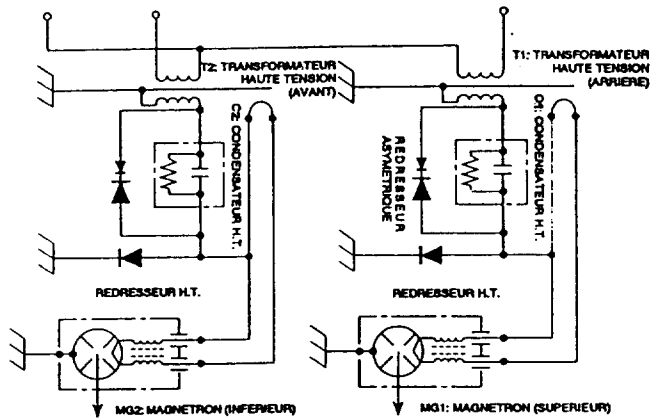 T2: TRANSFORMATEUR
HAUTE TENSION
(AVANT)
T1: TRANSFORMATEUR
HAUTE TENSION
(ARRIERE)
C2: CONDENSATEUR H.T.
REDRESSEUR
ASYMETRIQUE
C1: CONDENSATEUR H.T.
REDRESSEUR H.T.
REDRESSEUR H.T.
MG2: MAGNETRON (INFERIEUR)
MG1: MAGNETRON (SUPERIEUR)